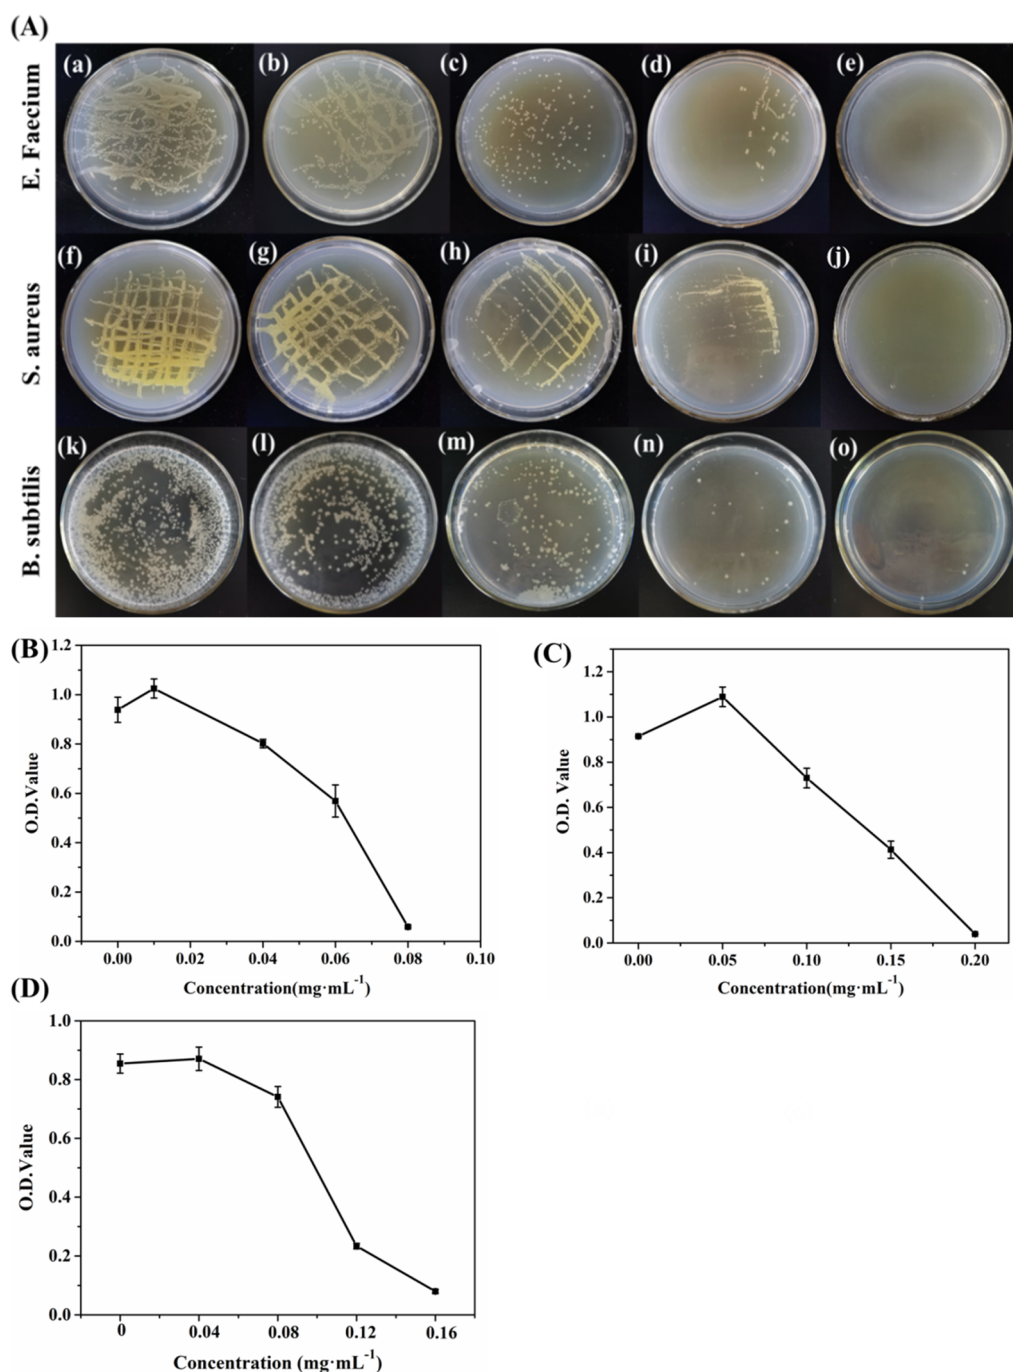 (A)
E. Faecium
(a) (b) (c) (d) (e)
S. aureus
(f) (g) (h) (i) (j)
B. subtilis
(k) (l) (m) (n) (o)
(B)
1.2
1.0
0.8
0.6
0.4
0.2
0.0
O.D.Value
0.00 0.02 0.04 0.06 0.08 0.10
Concentration(mg·mL⁻¹)
(C)
1.2
1.0
0.8
0.6
0.4
0.2
0.0
O.D. Value
0.00 0.05 0.10 0.15 0.20
Concentration(mg·mL⁻¹)
(D)
1.0
0.8
0.6
0.4
0.2
0.0
O.D.Value
0 0.04 0.08 0.12 0.16
Concentration (mg·mL⁻¹)